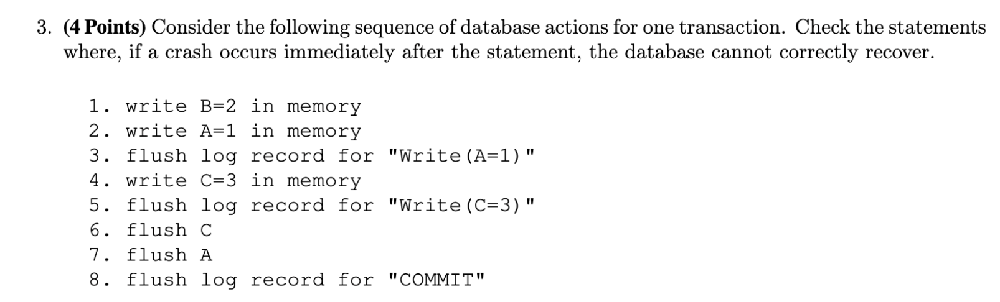 3. (4 Points) Consider the following sequence of database actions for one transaction. Check the statements
where, if a crash occurs immediately after the statement, the database cannot correctly recover.
1. write B=2 in memory
2. write A=1 in memory
3. flush log record for "Write(A=1)"
4. write C=3 in memory
5. flush log record for "Write(C=3)"
6. flush C
7. flush A
8. flush log record for "COMMIT"